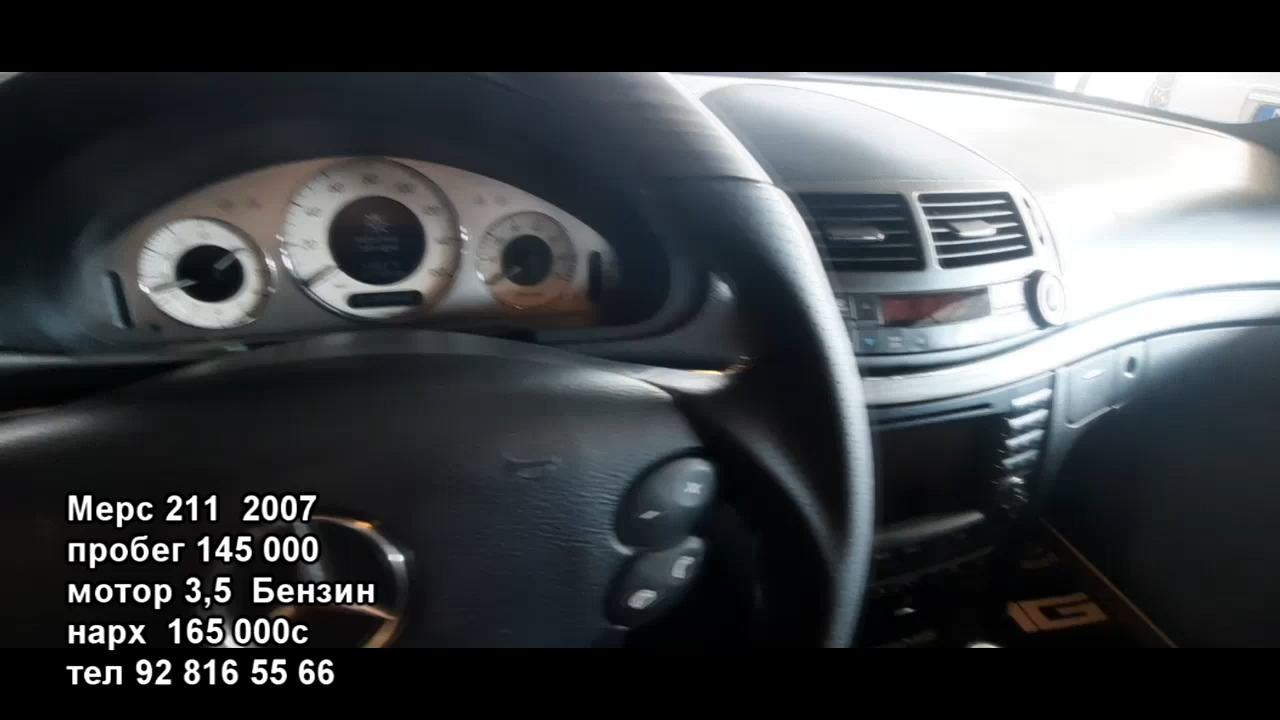 Мерс 211  2007
пробег 145 000
мотор 3,5  Бензин
нарх  165 000с
тел 92 816 55 66